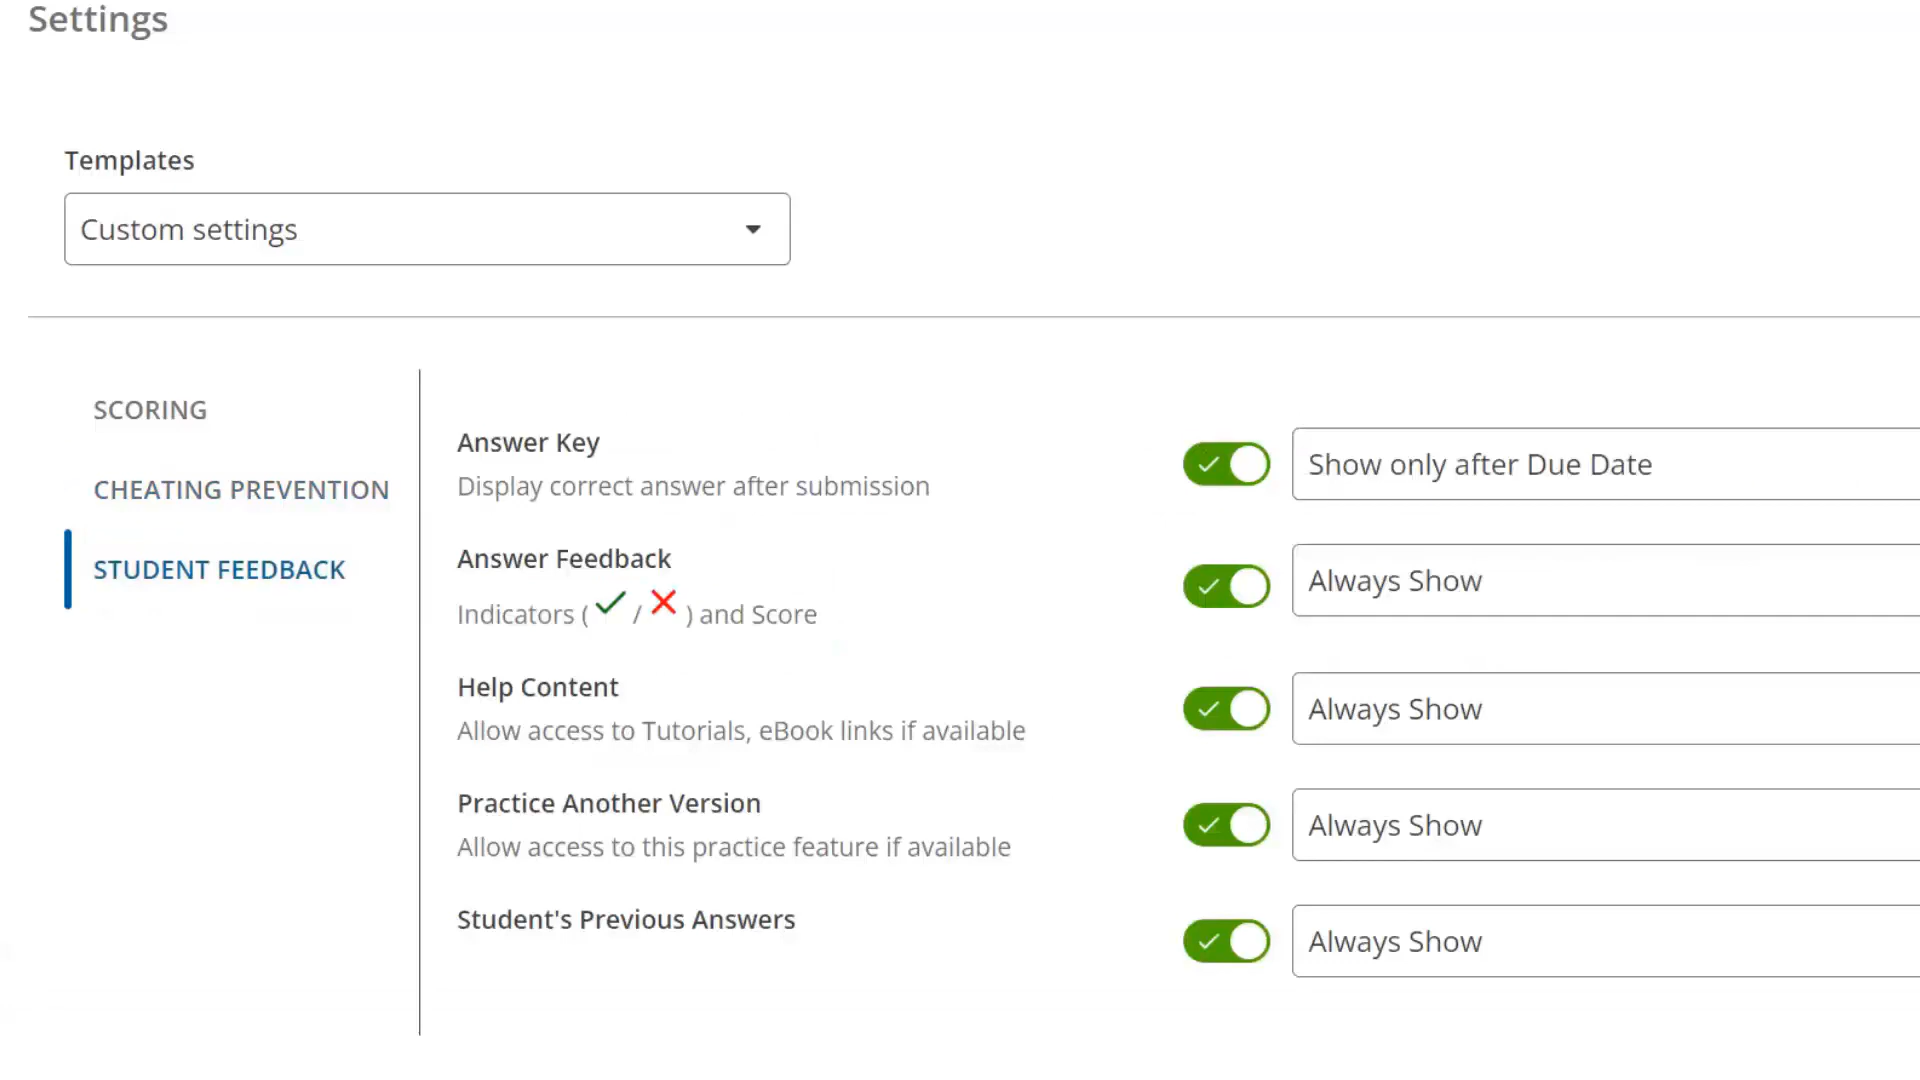 Settings
Templates
Custom settings
SCORING
CHEATING PREVENTION
STUDENT FEEDBACK
Answer Key
Display correct answer after submission
Show only after Due Date
Answer Feedback
Indicators ( ✓ / ✗ ) and Score
Always Show
Help Content
Allow access to Tutorials, eBook links if available
Always Show
Practice Another Version
Allow access to this practice feature if available
Always Show
Student's Previous Answers
Always Show